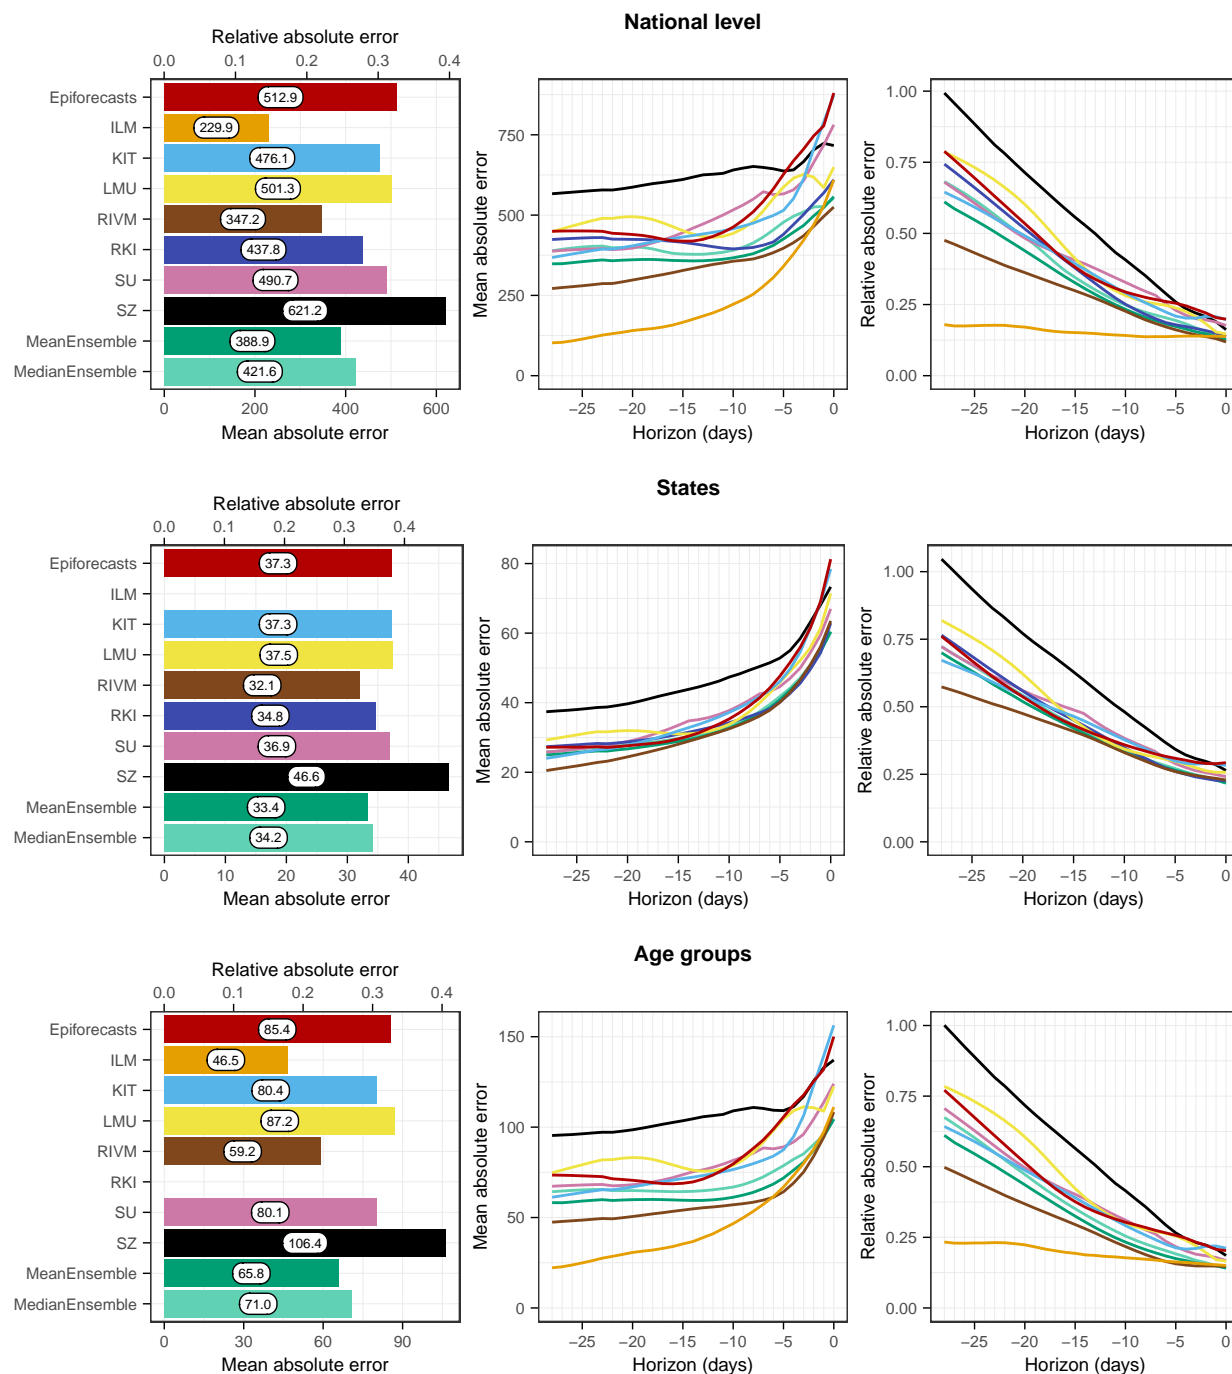 National level
Relative absolute error
0.0 0.1 0.2 0.3 0.4
Epiforecasts 512.9
ILM 229.9
KIT 476.1
LMU 501.3
RIVM 347.2
RKI 437.8
SU 490.7
SZ 621.2
MeanEnsemble 388.9
MedianEnsemble 421.6
0 200 400 600
Mean absolute error
Mean absolute error
750
500
250
0
−25 −20 −15 −10 −5 0
Horizon (days)
Relative absolute error
1.00
0.75
0.50
0.25
0.00
−25 −20 −15 −10 −5 0
Horizon (days)
States
Relative absolute error
0.0 0.1 0.2 0.3 0.4
Epiforecasts 37.3
ILM
KIT 37.3
LMU 37.5
RIVM 32.1
RKI 34.8
SU 36.9
SZ 46.6
MeanEnsemble 33.4
MedianEnsemble 34.2
0 10 20 30 40
Mean absolute error
Mean absolute error
80
60
40
20
0
−25 −20 −15 −10 −5 0
Horizon (days)
Relative absolute error
1.00
0.75
0.50
0.25
0.00
−25 −20 −15 −10 −5 0
Horizon (days)
Age groups
Relative absolute error
0.0 0.1 0.2 0.3 0.4
Epiforecasts 85.4
ILM 46.5
KIT 80.4
LMU 87.2
RIVM 59.2
RKI
SU 80.1
SZ 106.4
MeanEnsemble 65.8
MedianEnsemble 71.0
0 30 60 90
Mean absolute error
Mean absolute error
150
100
50
0
−25 −20 −15 −10 −5 0
Horizon (days)
Relative absolute error
1.00
0.75
0.50
0.25
0.00
−25 −20 −15 −10 −5 0
Horizon (days)